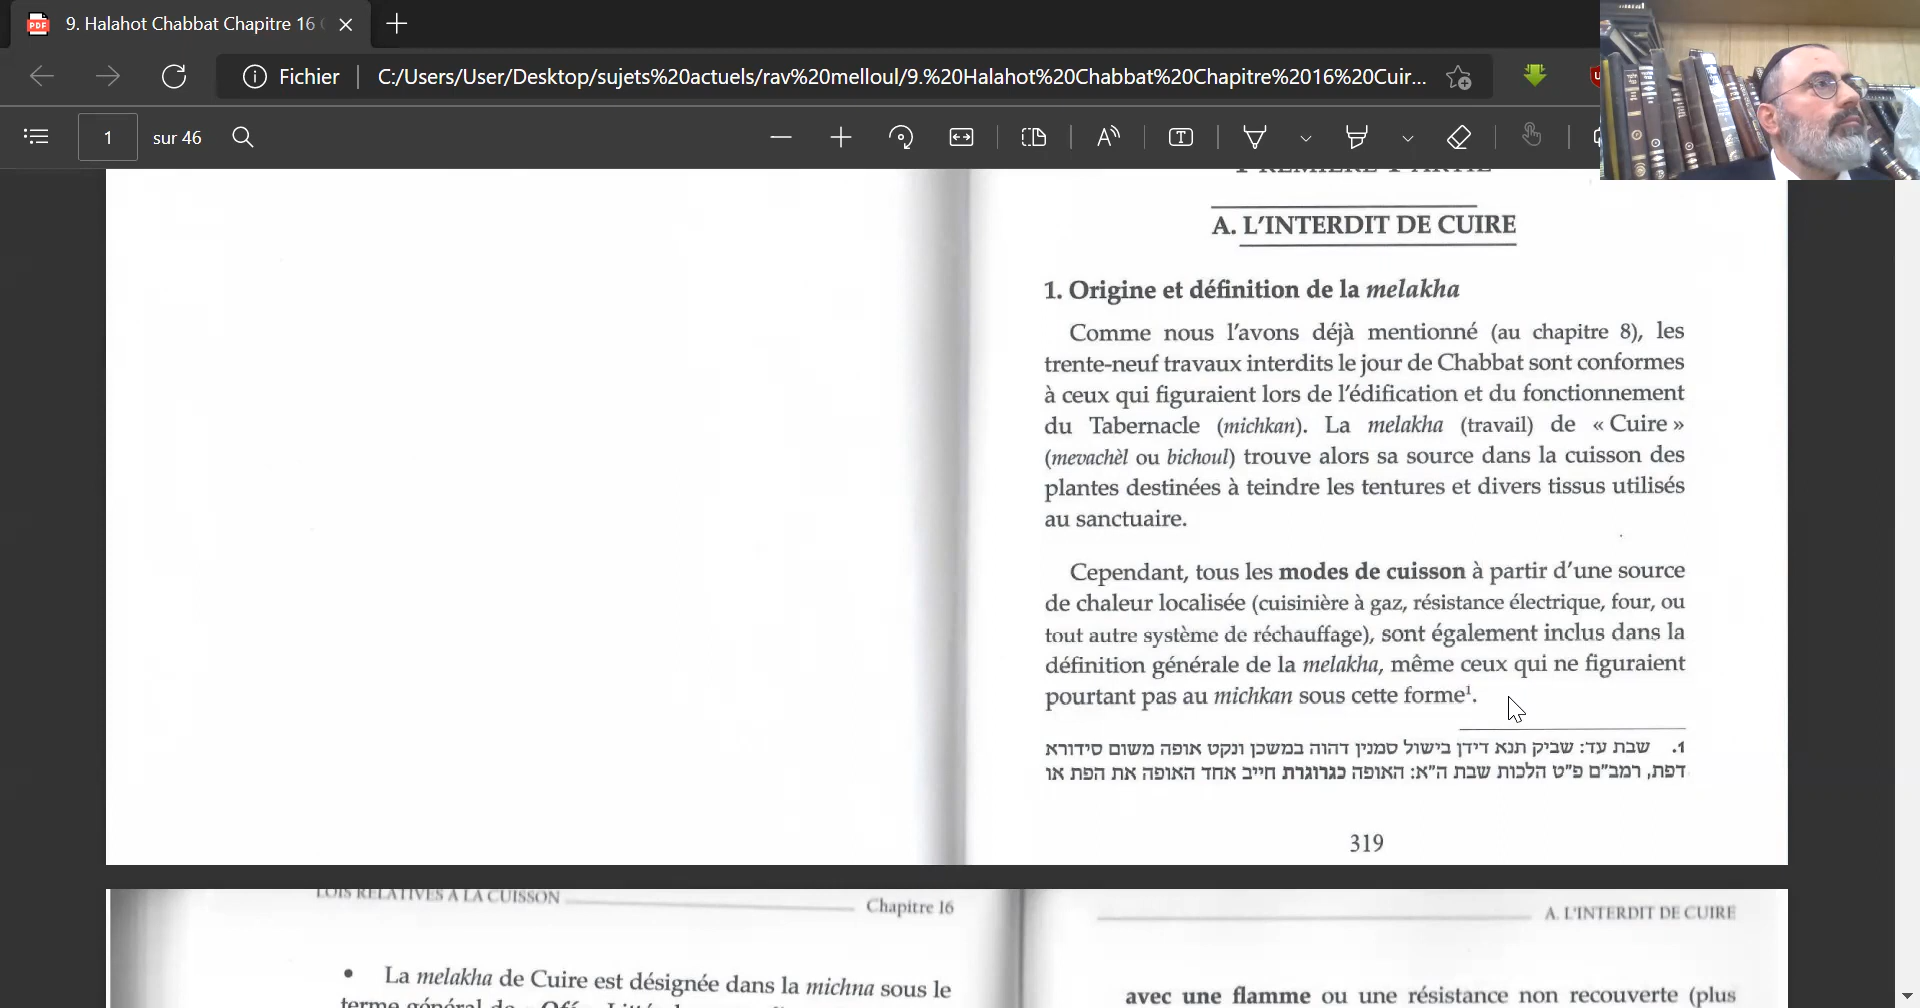 9. Halahot Chabbat Chapitre 16
Fichier
C:/Users/User/Desktop/sujets%20actuels/rav%20melloul/9.%20Halahot%20Chabbat%20Chapitre%2016%20Cuir...
1 sur 46
PREMIÈRE PARTIE
A. L'INTERDIT DE CUIRE
1. Origine et définition de la melakha
Comme nous l'avons déjà mentionné (au chapitre 8), les
trente-neuf travaux interdits le jour de Chabbat sont conformes
à ceux qui figuraient lors de l'édification et du fonctionnement
du Tabernacle (michkan). La melakha (travail) de « Cuire »
(mevachèl ou bichoul) trouve alors sa source dans la cuisson des
plantes destinées à teindre les tentures et divers tissus utilisés
au sanctuaire.
Cependant, tous les modes de cuisson à partir d'une source
de chaleur localisée (cuisinière à gaz, résistance électrique, four, ou
tout autre système de réchauffage), sont également inclus dans la
définition générale de la melakha, même ceux qui ne figuraient
pourtant pas au michkan sous cette forme¹.
1. שבת עד: שביק תנא דידן בישול סמנין דהוה במשכן ונקט אופה משום סידורא
דפת, רמב"ם פ"ט הלכות שבת ה"א: האופה כגרוגרת חייב אחד האופה את הפת או
319
LOIS RELATIVES A LA CUISSON
Chapitre 16
• La melakha de Cuire est désignée dans la michna sous le
terme général de
A. L'INTERDIT DE CUIRE
avec une flamme ou une résistance non recouverte (plus